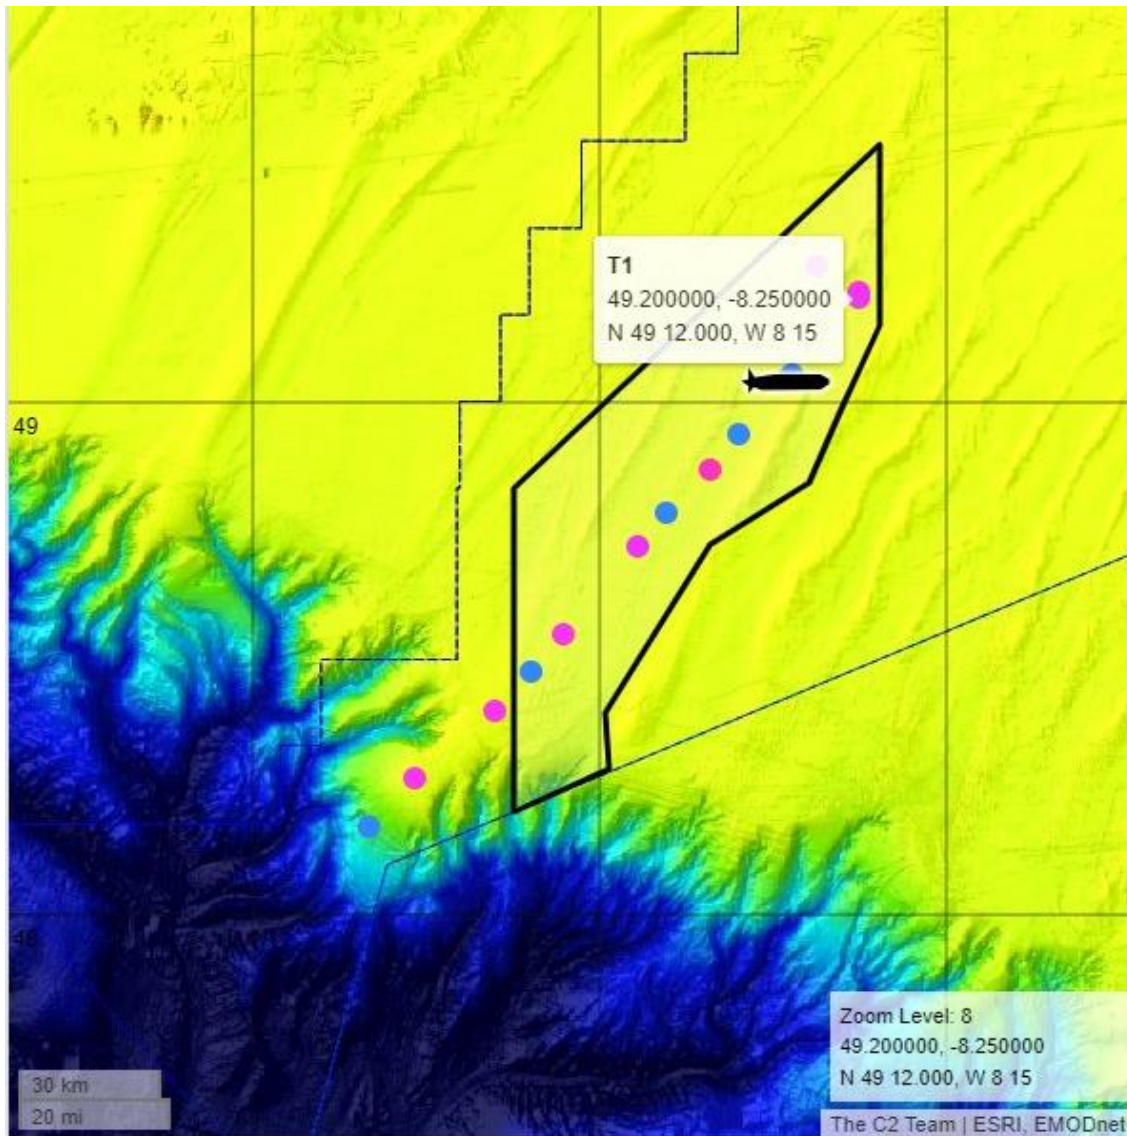 T1
49.200000, -8.250000
N 49 12.000, W 8 15
49
48
Zoom Level: 8
49.200000, -8.250000
N 49 12.000, W 8 15
30 km
20 mi
The C2 Team | ESRI, EMODnet